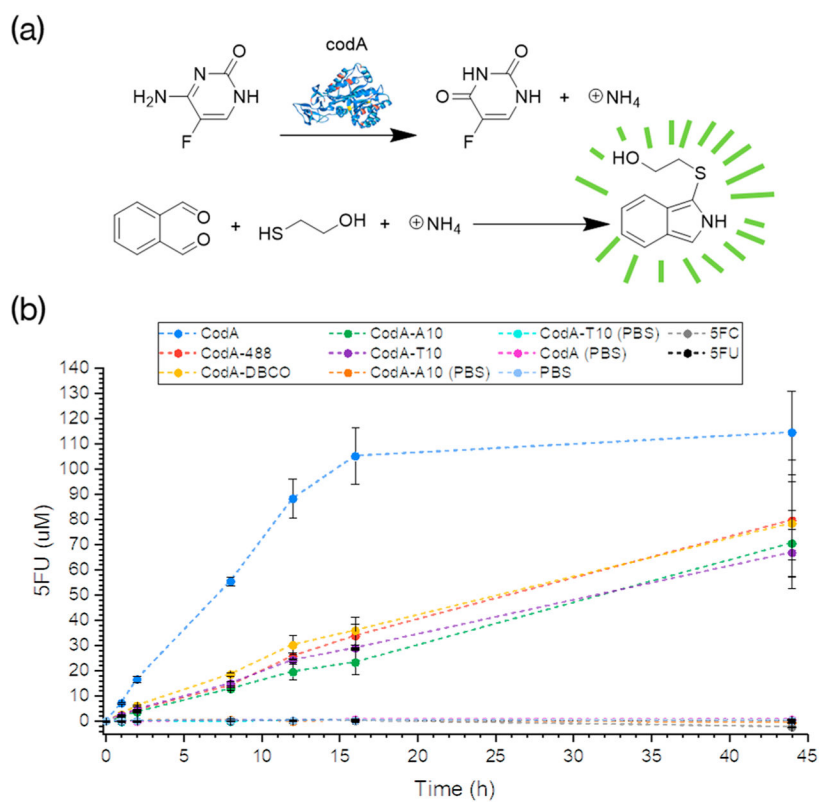 (a)
codA
O
N
H₂N
NH
F
O
HN
NH
O
F
+ ⊕NH₄
O
O
+ HS OH + ⊕NH₄
HO
S
NH
(b)
CodA CodA-A10 CodA-T10 (PBS) 5FC
CodA-488 CodA-T10 CodA (PBS) 5FU
CodA-DBCO CodA-A10 (PBS) PBS
140
130
120
110
100
90
80
70
60
50
40
30
20
10
0
5FU (uM)
0 5 10 15 20 25 30 35 40 45
Time (h)